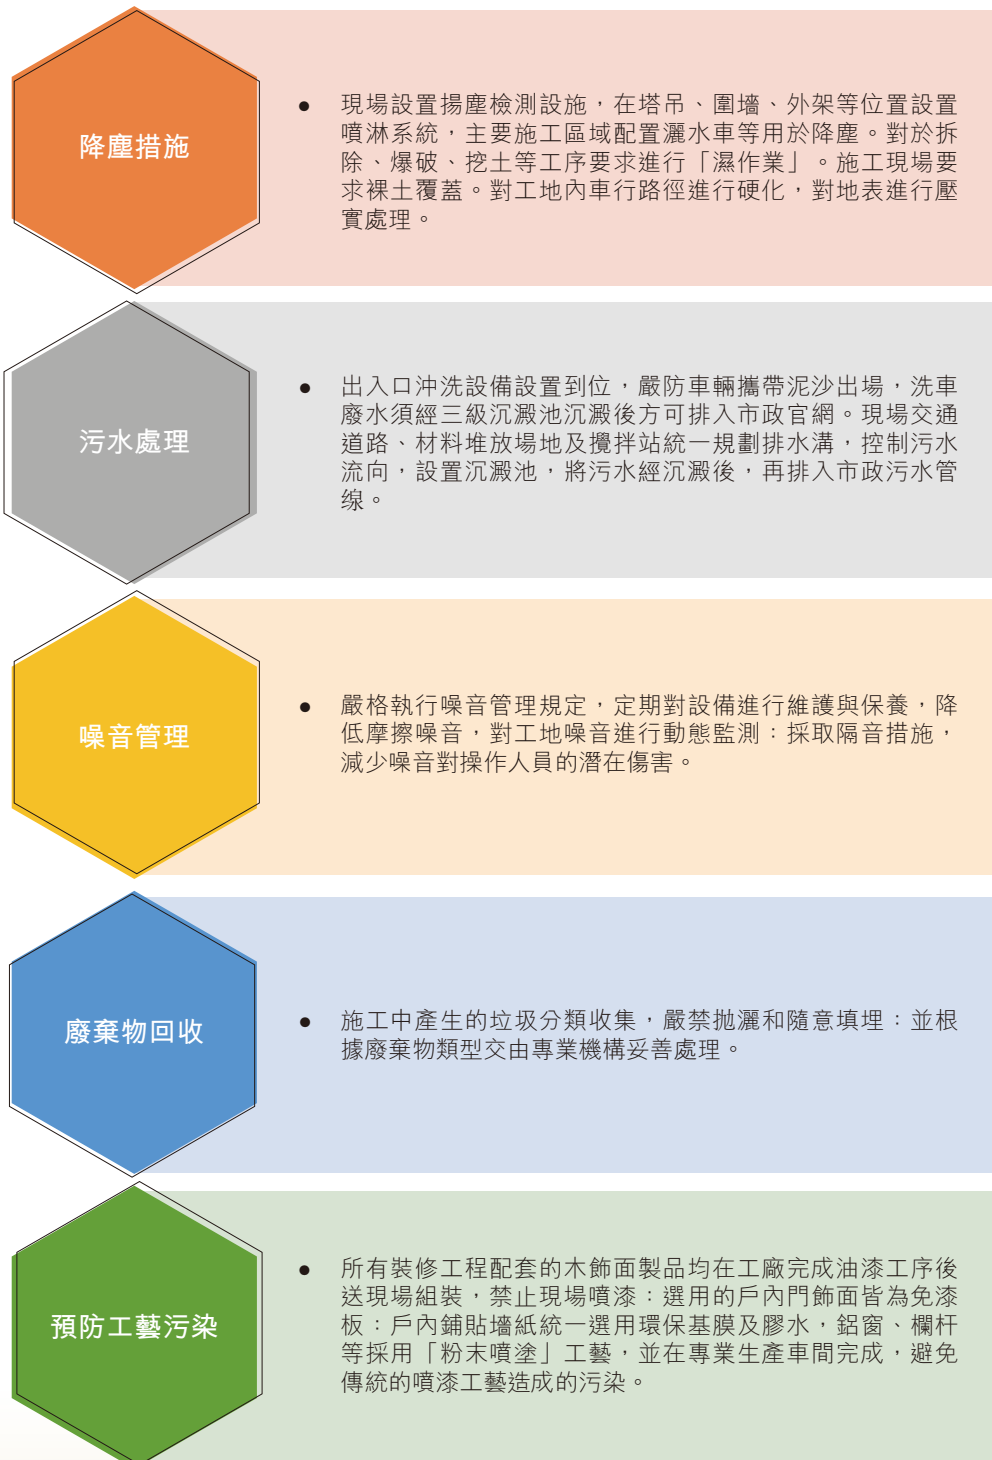 降塵措施
● 現場設置揚塵檢測設施，在塔吊、圍墻、外架等位置設置
噴淋系統，主要施工區域配置灑水車等用於降塵。對於拆
除、爆破、挖土等工序要求進行「濕作業」。施工現場要
求裸土覆蓋。對工地內車行路徑進行硬化，對地表進行壓
實處理。
污水處理
● 出入口沖洗設備設置到位，嚴防車輛攜帶泥沙出場，洗車
廢水須經三級沉澱池沉澱後方可排入市政官網。現場交通
道路、材料堆放場地及攪拌站統一規劃排水溝，控制污水
流向，設置沉澱池，將污水經沉澱後，再排入市政污水管
缐。
噪音管理
● 嚴格執行噪音管理規定，定期對設備進行維護與保養，降
低摩擦噪音，對工地噪音進行動態監測：採取隔音措施，
減少噪音對操作人員的潛在傷害。
廢棄物回收
● 施工中產生的垃圾分類收集，嚴禁拋灑和隨意填埋：並根
據廢棄物類型交由專業機構妥善處理。
預防工藝污染
● 所有裝修工程配套的木飾面製品均在工廠完成油漆工序後
送現場組裝，禁止現場噴漆：選用的戶內門飾面皆為免漆
板：戶內鋪貼墻紙統一選用環保基膜及膠水，鋁窗、欄杆
等採用「粉末噴塗」工藝，並在專業生產車間完成，避免
傳統的噴漆工藝造成的污染。